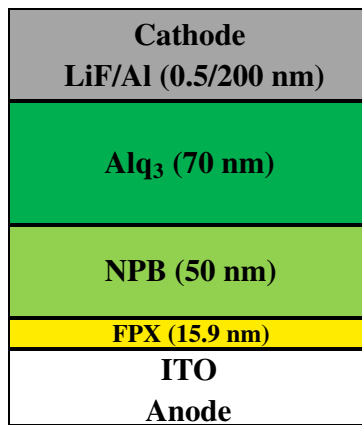 Cathode
LiF/Al (0.5/200 nm)
Alq₃ (70 nm)
NPB (50 nm)
FPX (15.9 nm)
ITO
Anode